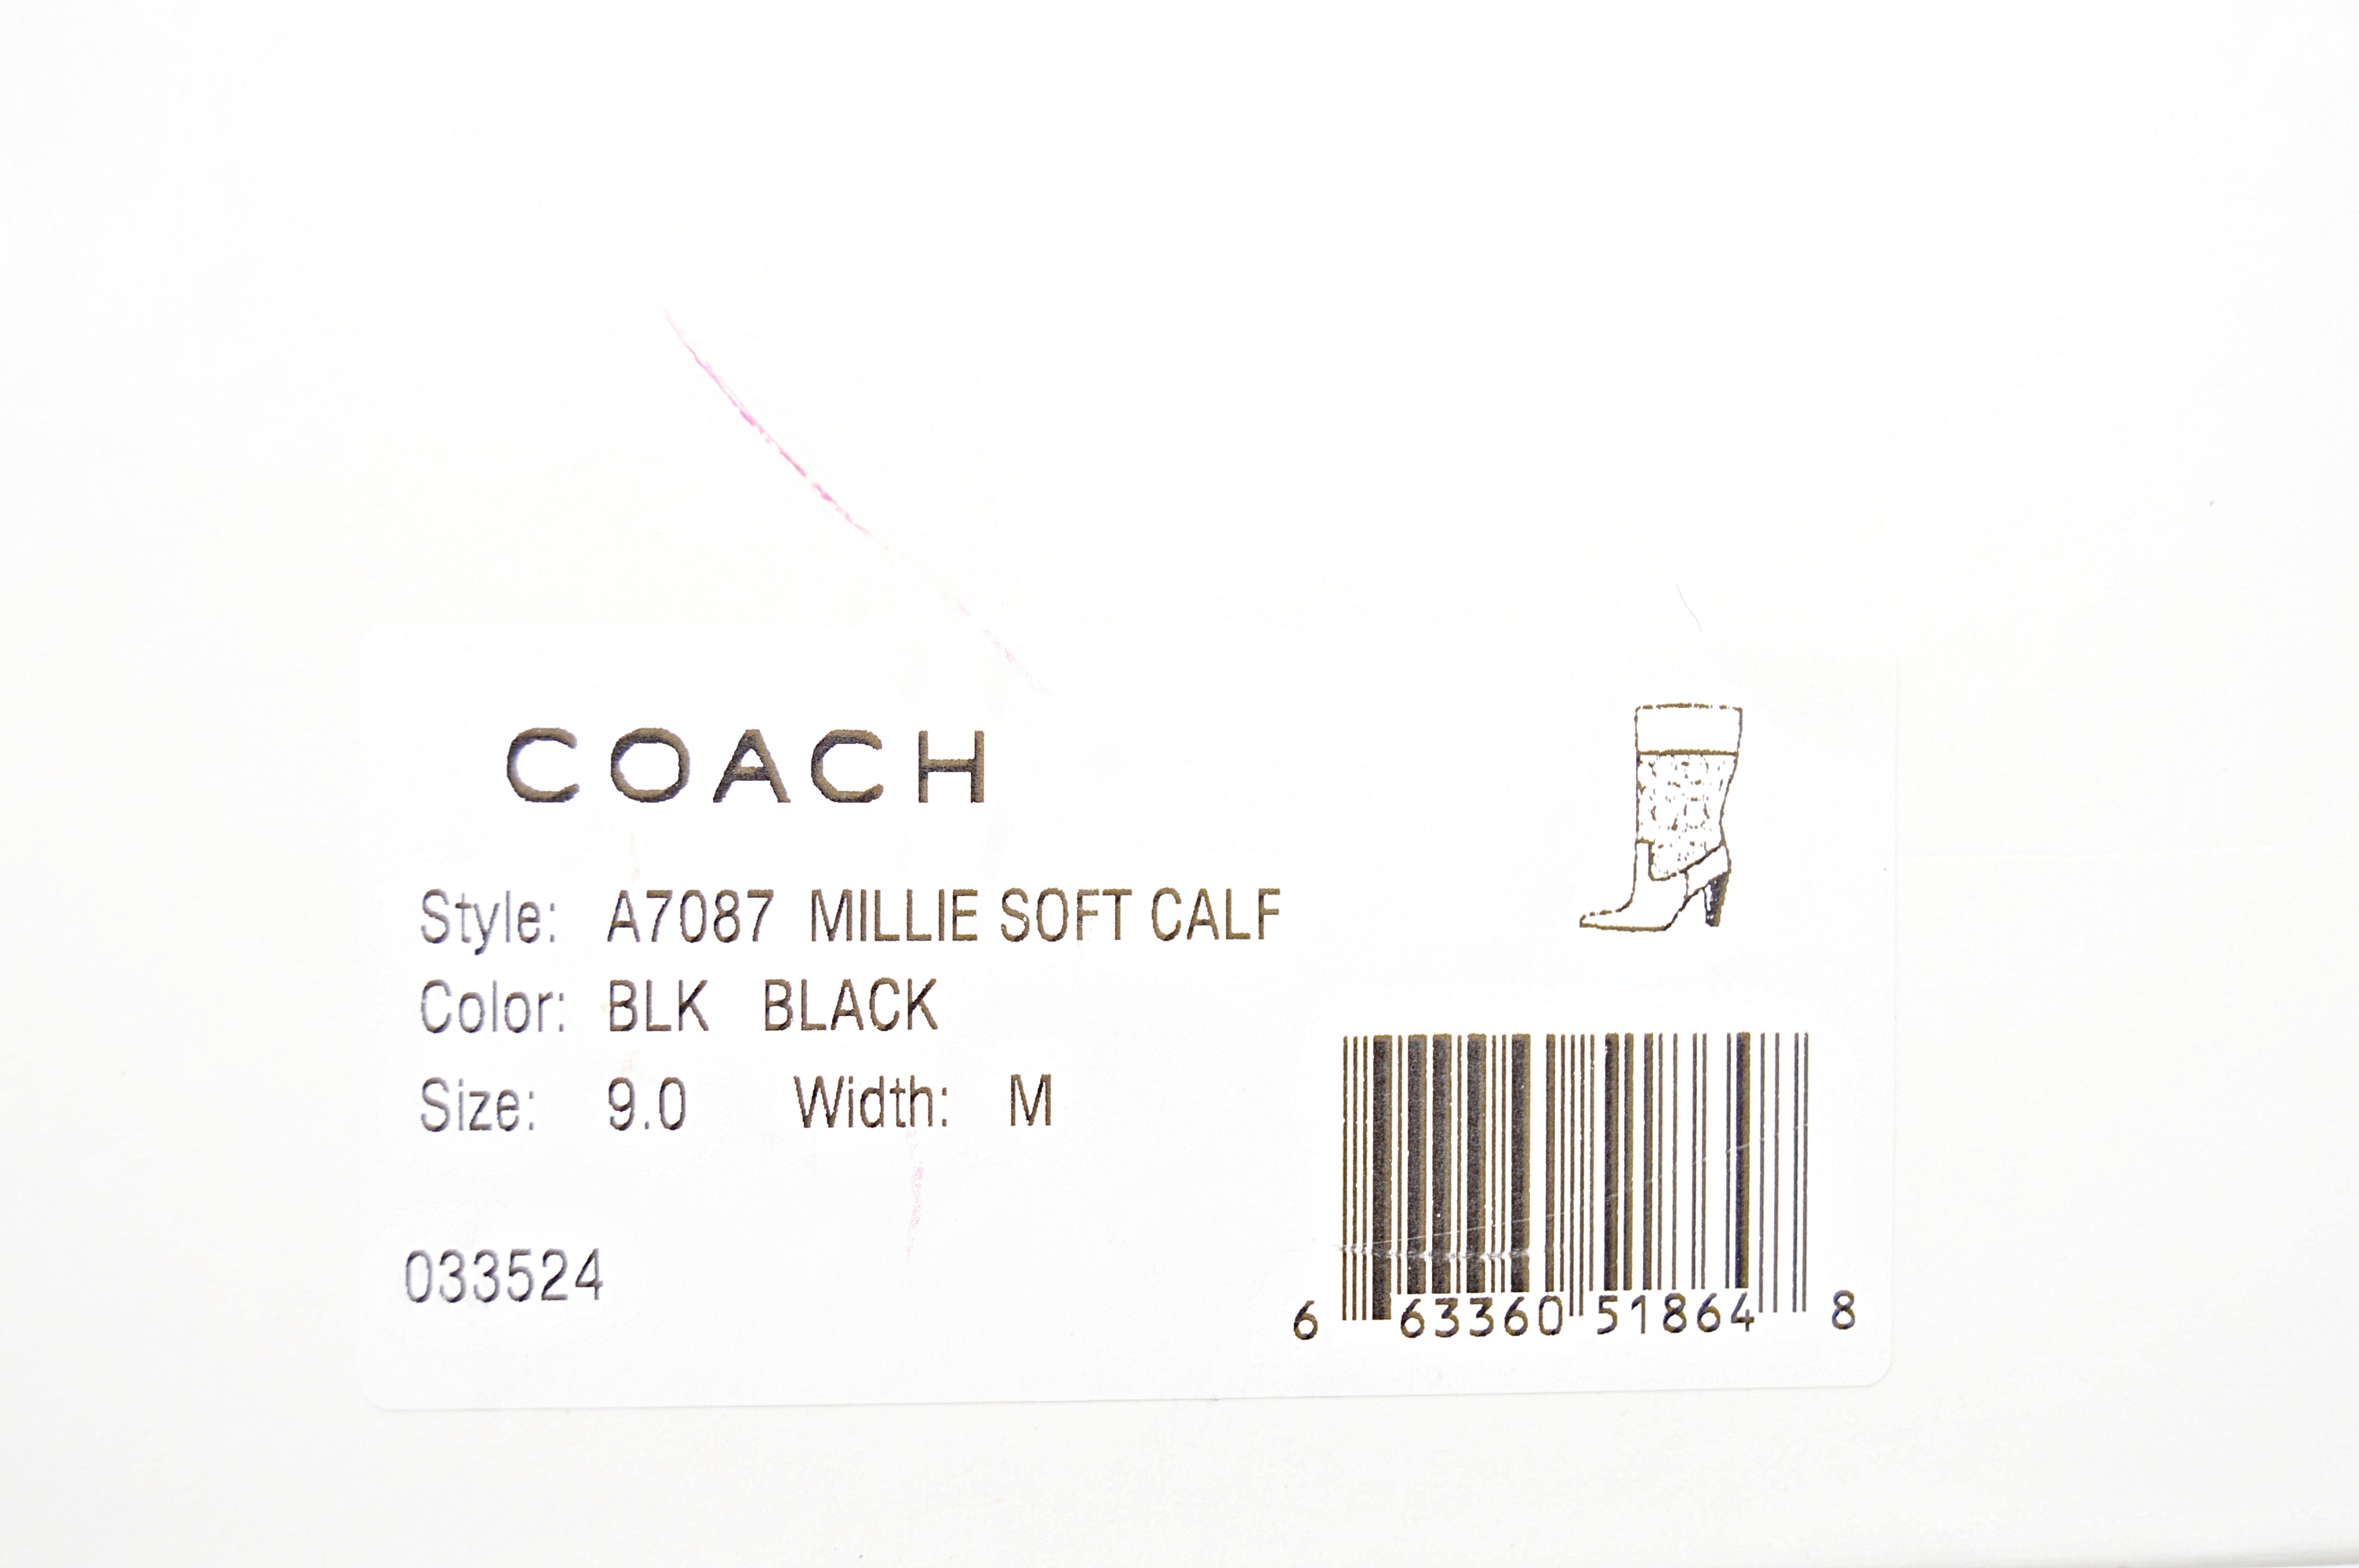 COACH
Style: A7087 MILLIE SOFT CALF
Color: BLK BLACK
Size: 9.0 Width: M
033524
6 63360 51864 8